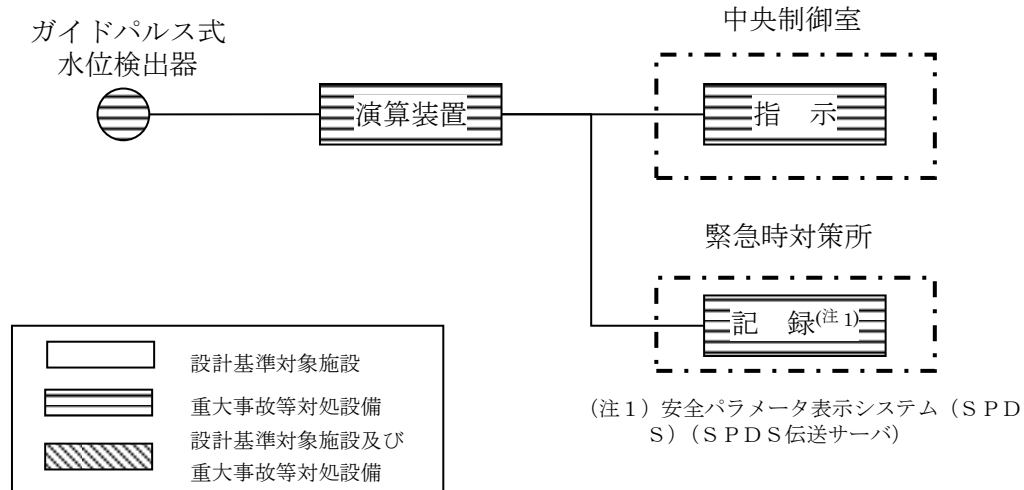 ガイドパルス式
水位検出器
演算装置
中央制御室
指　示
緊急時対策所
記　録(注1)
(注1) 安全パラメータ表示システム（ＳＰＤ
Ｓ）（ＳＰＤＳ伝送サーバ）
設計基準対象施設
重大事故等対処設備
設計基準対象施設及び
重大事故等対処設備